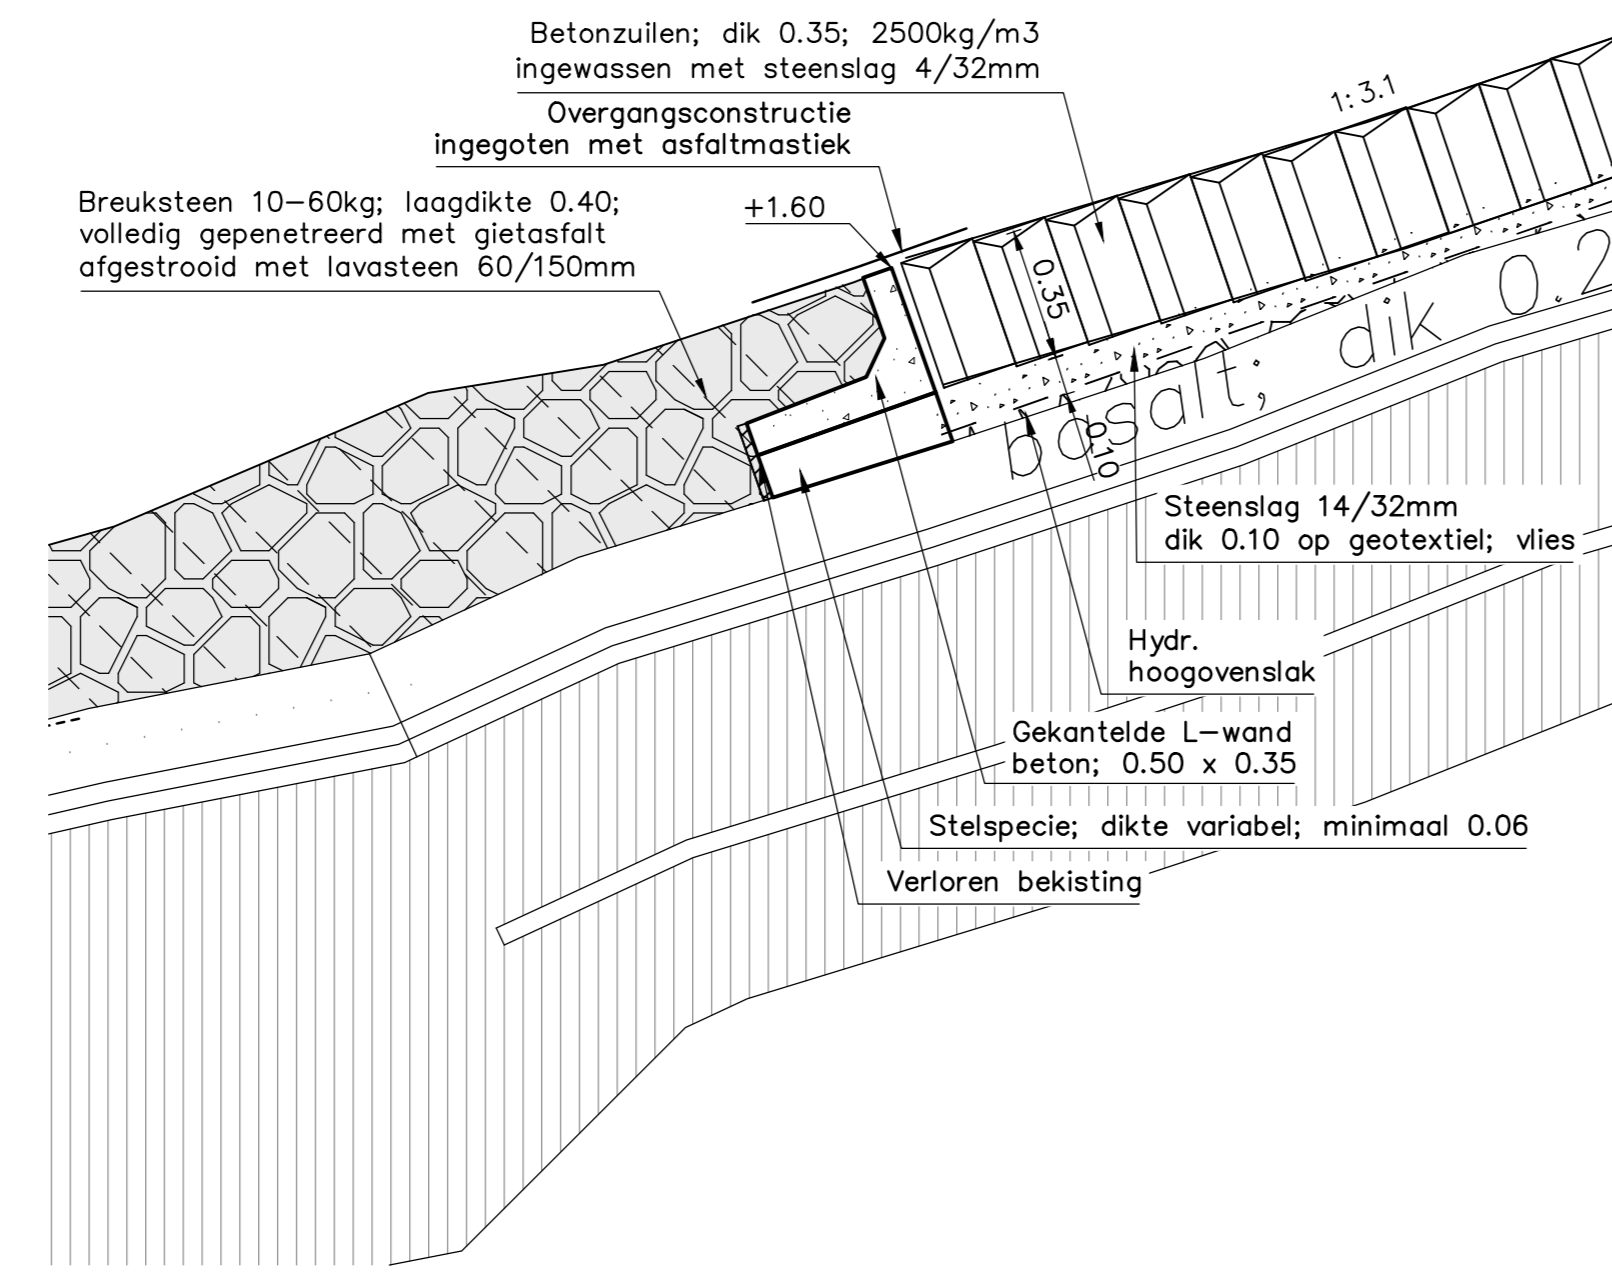 Betonzuilen; dik 0.35; 2500kg/m3
ingewassen met steenslag 4/32mm
1:3.1
Overgangsconstructie
ingegoten met asfaltmastiek
Breuksteen 10-60kg; laagdikte 0.40;
volledig gepenetreerd met gietasfalt
afgestrooid met lavasteen 60/150mm
+1.60
0.35
basalt; dik 0.2
0.10
Steenslag 14/32mm
dik 0.10 op geotextiel; vlies
Hydr.
hoogovenslak
Gekantelde L-wand
beton; 0.50 x 0.35
Stelspecie; dikte variabel; minimaal 0.06
Verloren bekisting